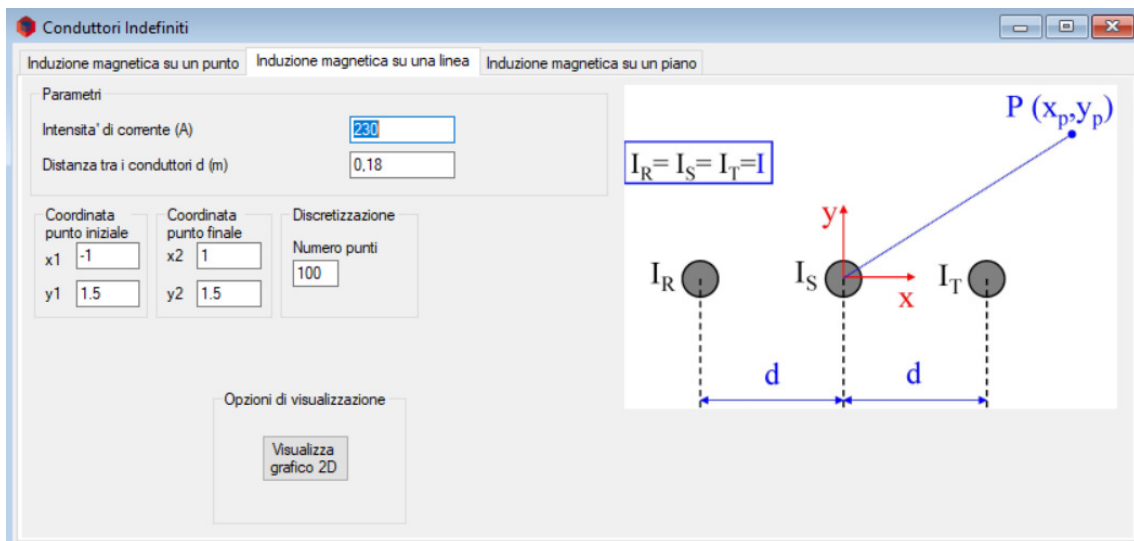 Conduttori Indefiniti
Induzione magnetica su un punto
Induzione magnetica su una linea
Induzione magnetica su un piano
Parametri
Intensita' di corrente (A)
230
Distanza tra i conduttori d (m)
0,18
Coordinata
punto iniziale
x1 -1
y1 1.5
Coordinata
punto finale
x2 1
y2 1.5
Discretizzazione
Numero punti
100
Opzioni di visualizzazione
Visualizza
grafico 2D
P (xp,yp)
IR= IS= IT=I
y
IR
IS
IT
x
d
d